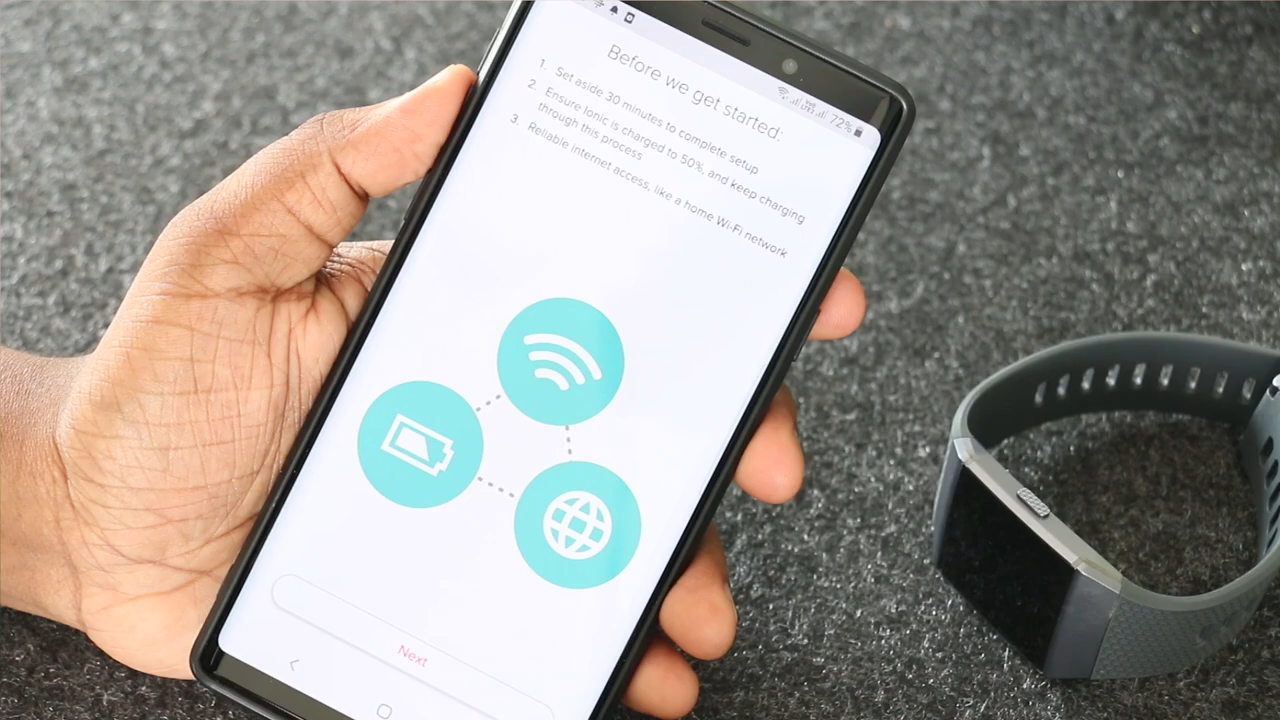 72%
Before we get started:
1. Set aside 30 minutes to complete setup
2. Ensure Ionic is charged to 50%, and keep charging
through this process
3. Reliable internet access, like a home Wi-Fi network
Next